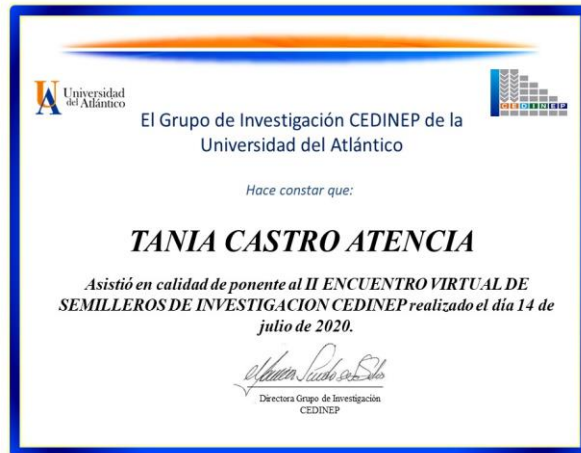 Universidad
del Atlántico
CEDINEP
El Grupo de Investigación CEDINEP de la
Universidad del Atlántico
Hace constar que:
TANIA CASTRO ATENCIA
Asistió en calidad de ponente al II ENCUENTRO VIRTUAL DE
SEMILLEROS DE INVESTIGACION CEDINEP realizado el día 14 de
julio de 2020.
Directora Grupo de Investigación
CEDINEP